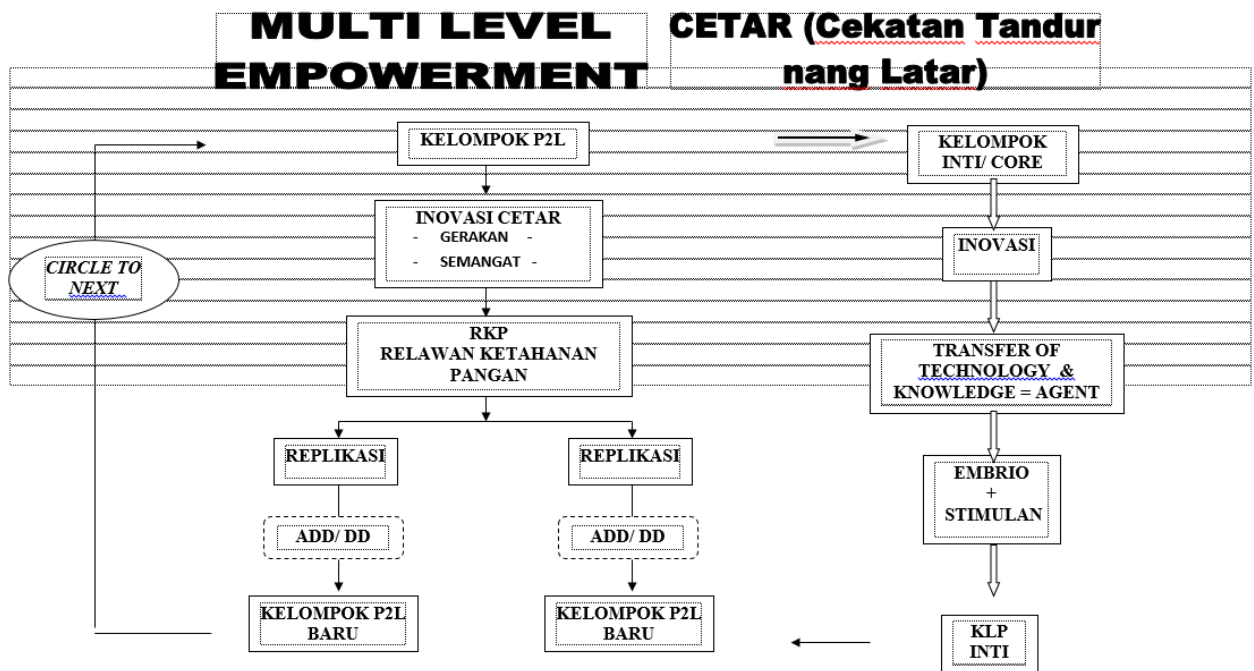 MULTI LEVEL
EMPOWERMENT
CETAR (Cekatan Tandur
nang Latar)
KELOMPOK P2L
KELOMPOK
INTI/ CORE
INOVASI CETAR
- GERAKAN -
- SEMANGAT -
INOVASI
CIRCLE TO
NEXT
RKP
RELAWAN KETAHANAN
PANGAN
TRANSFER OF
TECHNOLOGY &
KNOWLEDGE = AGENT
REPLIKASI
REPLIKASI
EMBRIO
+
STIMULAN
ADD/ DD
ADD/ DD
KELOMPOK P2L
BARU
KELOMPOK P2L
BARU
KLP
INTI